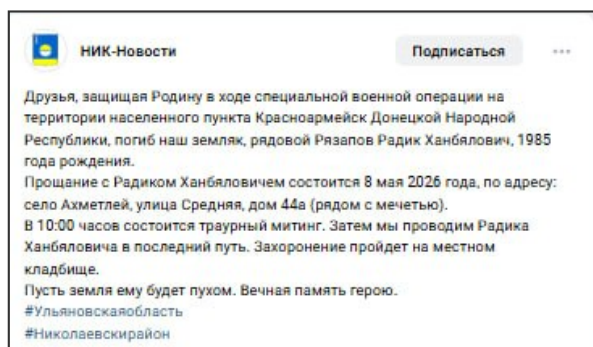 НИК-Новости
Подписаться
Друзья, защищая Родину в ходе специальной военной операции на
территории населенного пункта Красноармейск Донецкой Народной
Республики, погиб наш земляк, рядовой Рязапов Радик Ханбялович, 1985
года рождения.
Прощание с Радиком Ханбяловичем состоится 8 мая 2026 года, по адресу:
село Ахметлей, улица Средняя, дом 44а (рядом с мечетью).
В 10:00 часов состоится траурный митинг. Затем мы проводим Радика
Ханбяловича в последний путь. Захоронение пройдет на местном
кладбище.
Пусть земля ему будет пухом. Вечная память герою.
#Ульяновскаяобласть
#Николаевскирайон